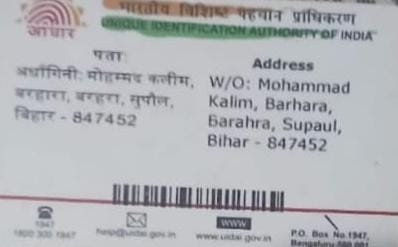 भारतीय विशिष्ट पहचान प्राधिकरण
आधार
UNIQUE IDENTIFICATION AUTHORITY OF INDIA
पता:
अर्धांगिनी: मोहम्मद कलीम,
बरहारा, बरहरा, सुपौल,
बिहार - 847452
Address
W/O: Mohammad
Kalim, Barhara,
Barahra, Supaul,
Bihar - 847452
1947
1800 300 1947
help@uidai.gov.in
www
www.uidai.gov.in
P.O. Box No.1947,